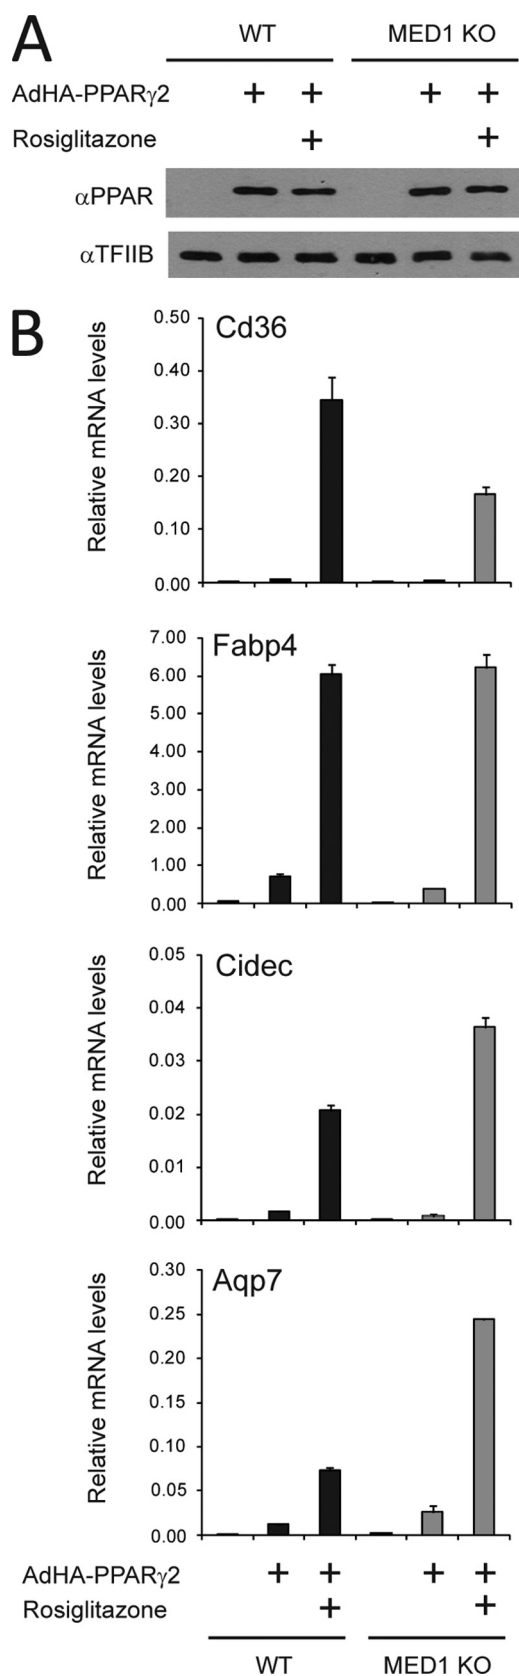 A
WT MED1 KO
AdHA-PPARγ2 + + + +
Rosiglitazone + +
αPPAR
αTFIIB
B
Cd36
Relative mRNA levels
0.50
0.40
0.30
0.20
0.10
0.00
Fabp4
Relative mRNA levels
7.00
6.00
5.00
4.00
3.00
2.00
1.00
0.00
Cidec
Relative mRNA levels
0.05
0.04
0.03
0.02
0.01
0.00
Aqp7
Relative mRNA levels
0.30
0.25
0.20
0.15
0.10
0.05
0.00
AdHA-PPARγ2 + + + +
Rosiglitazone + +
WT MED1 KO